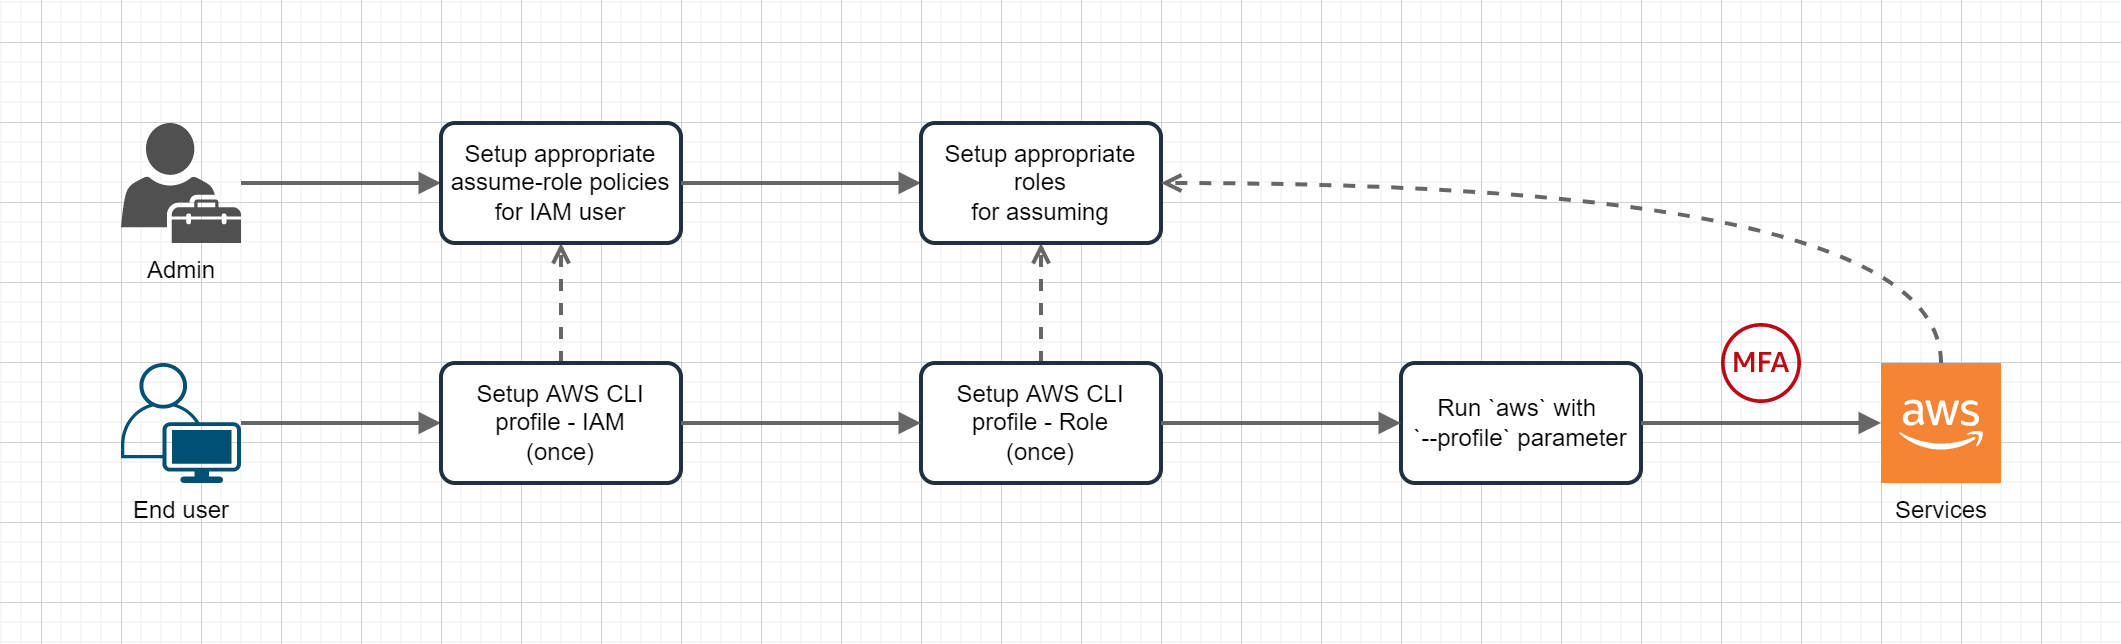 Setup appropriate
assume-role policies
for IAM user
Setup appropriate
roles
for assuming
Admin
Setup AWS CLI
profile - IAM
(once)
Setup AWS CLI
profile - Role
(once)
Run `aws` with
`--profile` parameter
MFA
aws
End user
Services